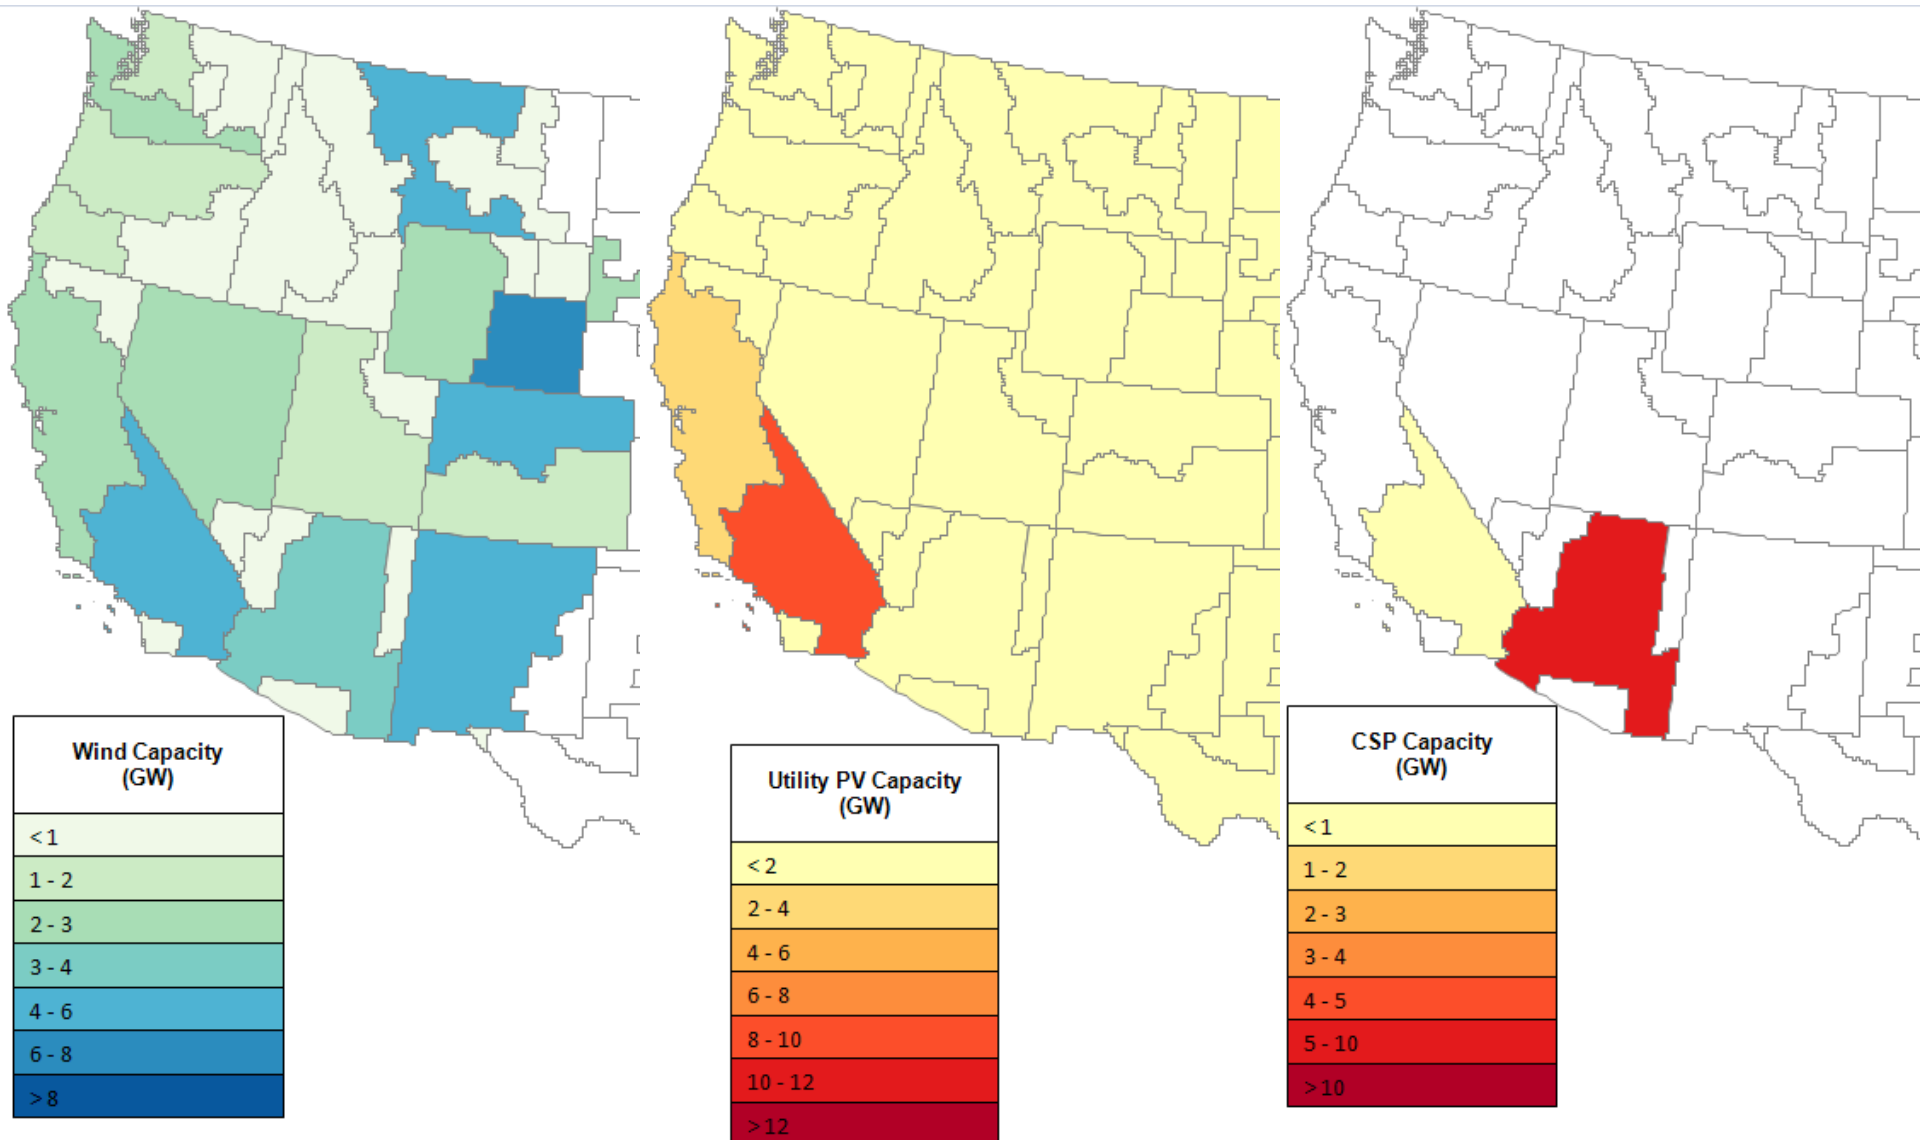 Wind Capacity
(GW)
< 1
1 - 2
2 - 3
3 - 4
4 - 6
6 - 8
> 8
Utility PV Capacity
(GW)
< 2
2 - 4
4 - 6
6 - 8
8 - 10
10 - 12
>12
CSP Capacity
(GW)
< 1
1 - 2
2 - 3
3 - 4
4 - 5
5 - 10
>10